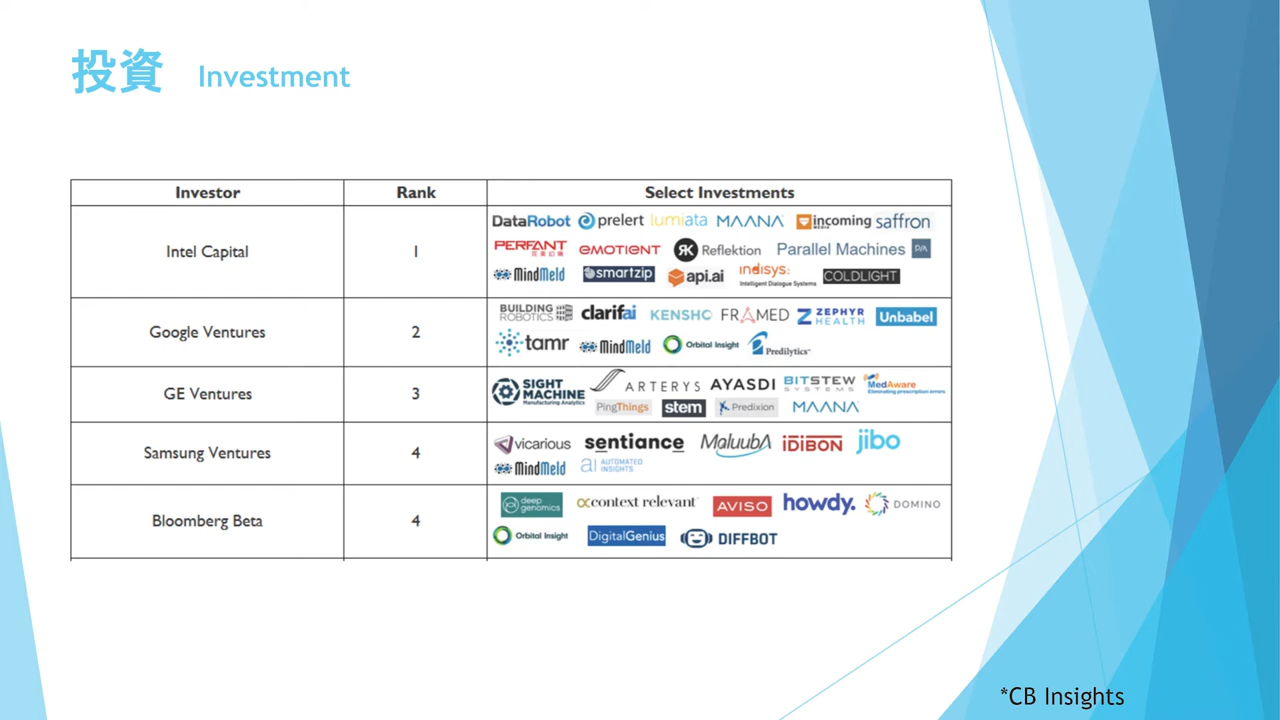 投資 Investment
Investor Rank Select Investments
Intel Capital 1
DataRobot prelert lumiata MAANA incoming MEDIA saffron
PERFANT EMOTIENT RK Reflektion Parallel Machines
MindMeld smartzip api.ai indisys: Intelligent Dialogue Systems COLDLIGHT
Google Ventures 2
BUILDING ROBOTICS clarifai KENSHO FRAMED ZEPHYR HEALTH Unbabel
tamr MindMeld Orbital Insight Predilytics
GE Ventures 3
SIGHT MACHINE Manufacturing Analytics ARTERYS AYASDI BITSTEW SYSTEMS MedAware Eliminating prescription errors
PingThings stem Predixion MAANA
Samsung Ventures 4
vicarious sentiance MaluubA IDIBON jibo
MindMeld ai AUTOMATED INSIGHTS
Bloomberg Beta 4
deep genomics context relevant AVISO howdy. DOMINO
Orbital Insight DigitalGenius DIFFBOT
*CB Insights